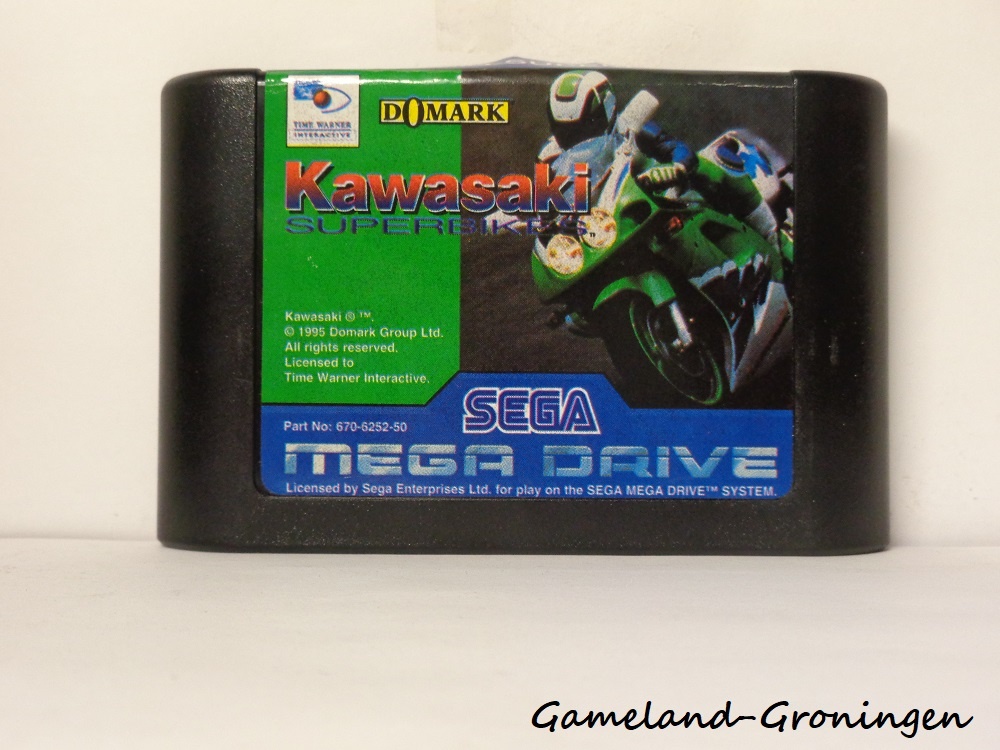 TIME WARNER
INTERACTIVE
DOMARK
Kawasaki
SUPERBIKES™
Kawasaki ® ™.
© 1995 Domark Group Ltd.
All rights reserved.
Licensed to
Time Warner Interactive.
SEGA
Part No: 670-6252-50
MEGA DRIVE
Licensed by Sega Enterprises Ltd. for play on the SEGA MEGA DRIVE™ SYSTEM.
Gameland-Groningen